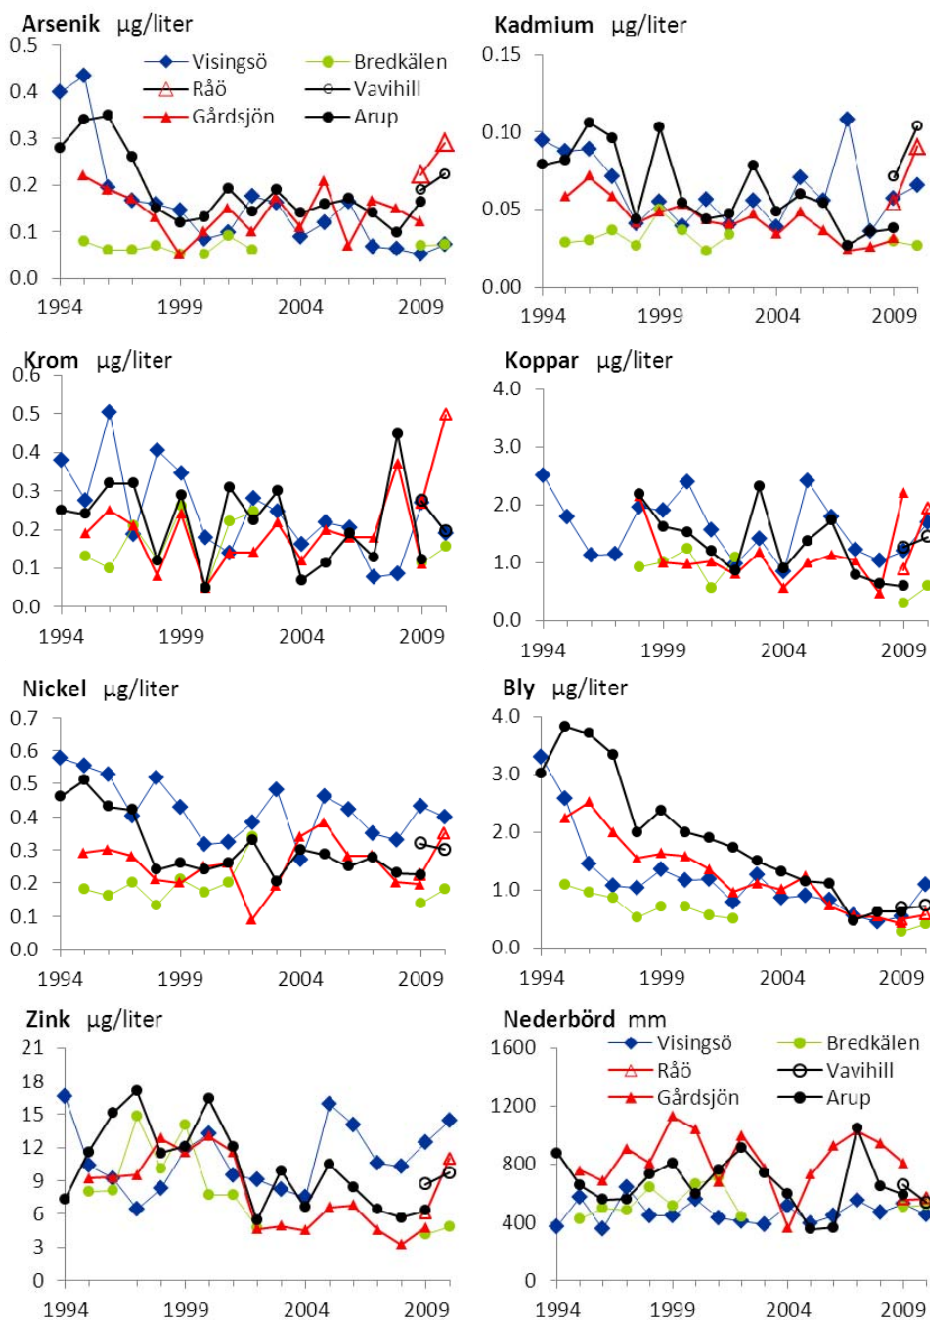 Arsenik µg/liter
0.5
0.4
0.3
0.2
0.1
0.0
1994 1999 2004 2009
Visingsö Bredkälen
Råö Vavihill
Gårdsjön Arup
Kadmium µg/liter
0.15
0.10
0.05
0.00
1994 1999 2004 2009
Krom µg/liter
0.6
0.5
0.4
0.3
0.2
0.1
0.0
1994 1999 2004 2009
Koppar µg/liter
4.0
3.0
2.0
1.0
0.0
1994 1999 2004 2009
Nickel µg/liter
0.7
0.6
0.5
0.4
0.3
0.2
0.1
0.0
1994 1999 2004 2009
Bly µg/liter
4.0
3.0
2.0
1.0
0.0
1994 1999 2004 2009
Zink µg/liter
21
18
15
12
9
6
3
0
1994 1999 2004 2009
Nederbörd mm
1600
1200
800
400
0
1994 1999 2004 2009
Visingsö Bredkälen
Råö Vavihill
Gårdsjön Arup